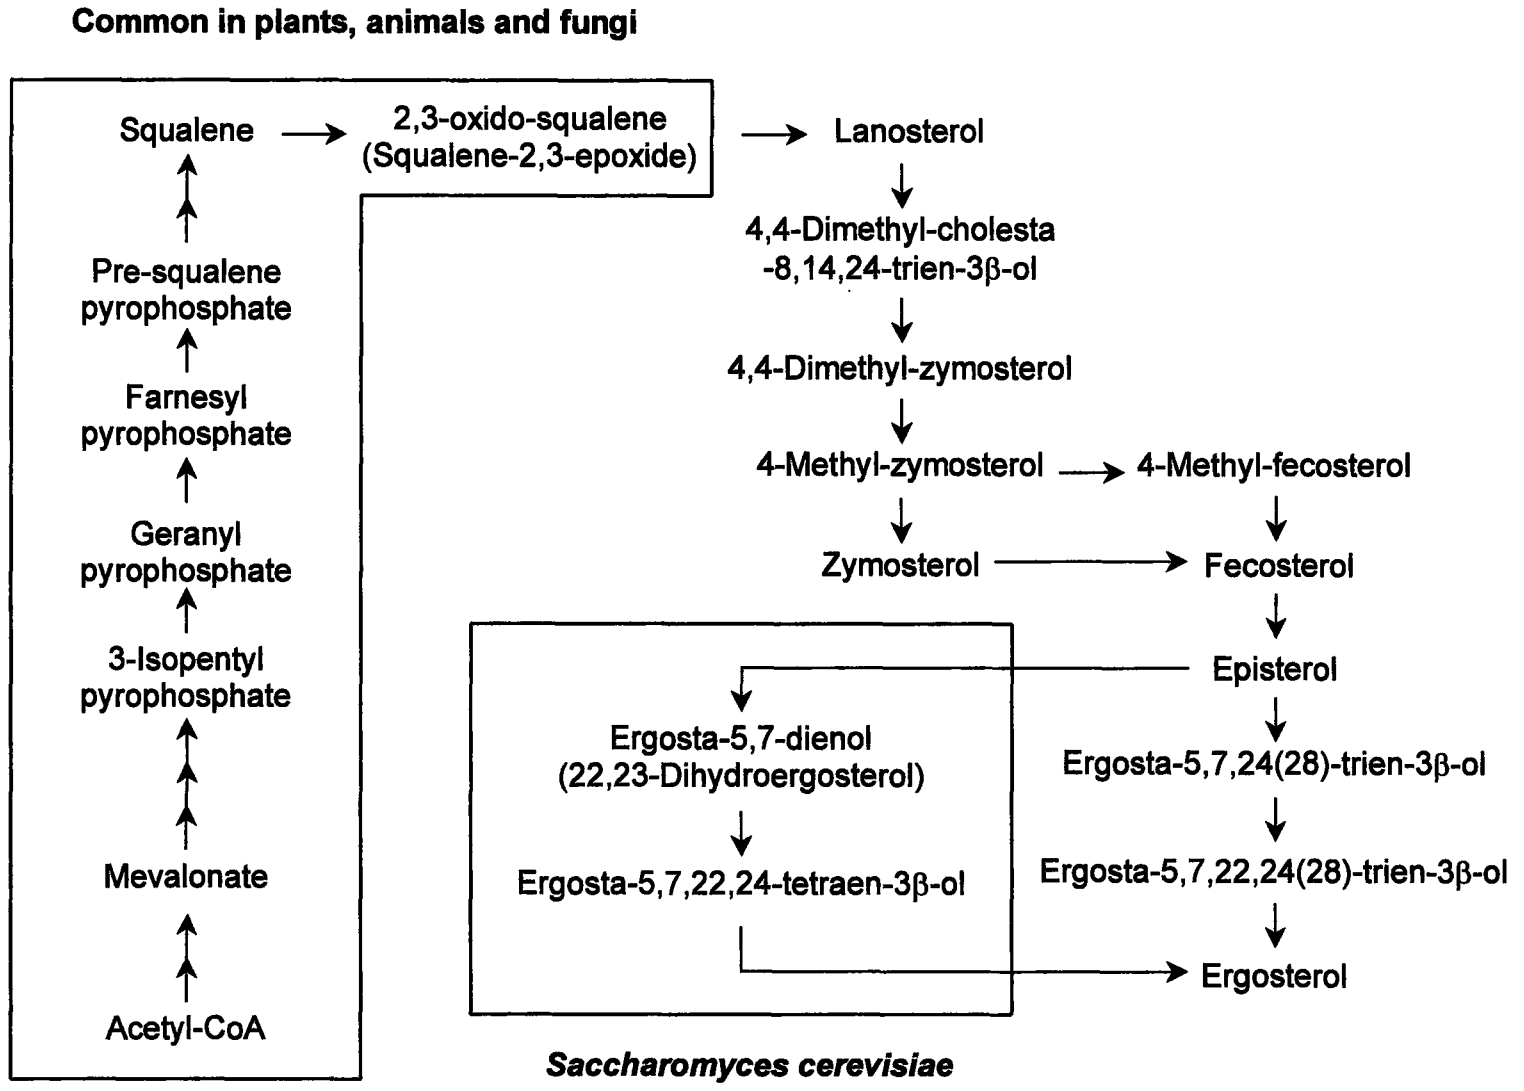 Common in plants, animals and fungi
Squalene
2,3-oxido-squalene
(Squalene-2,3-epoxide)
Lanosterol
4,4-Dimethyl-cholesta
-8,14,24-trien-3β-ol
Pre-squalene
pyrophosphate
4,4-Dimethyl-zymosterol
Farnesyl
pyrophosphate
4-Methyl-zymosterol
4-Methyl-fecosterol
Geranyl
pyrophosphate
Zymosterol
Fecosterol
3-Isopentyl
pyrophosphate
Episterol
Ergosta-5,7-dienol
(22,23-Dihydroergosterol)
Ergosta-5,7,24(28)-trien-3β-ol
Mevalonate
Ergosta-5,7,22,24-tetraen-3β-ol
Ergosta-5,7,22,24(28)-trien-3β-ol
Ergosterol
Acetyl-CoA
Saccharomyces cerevisiae